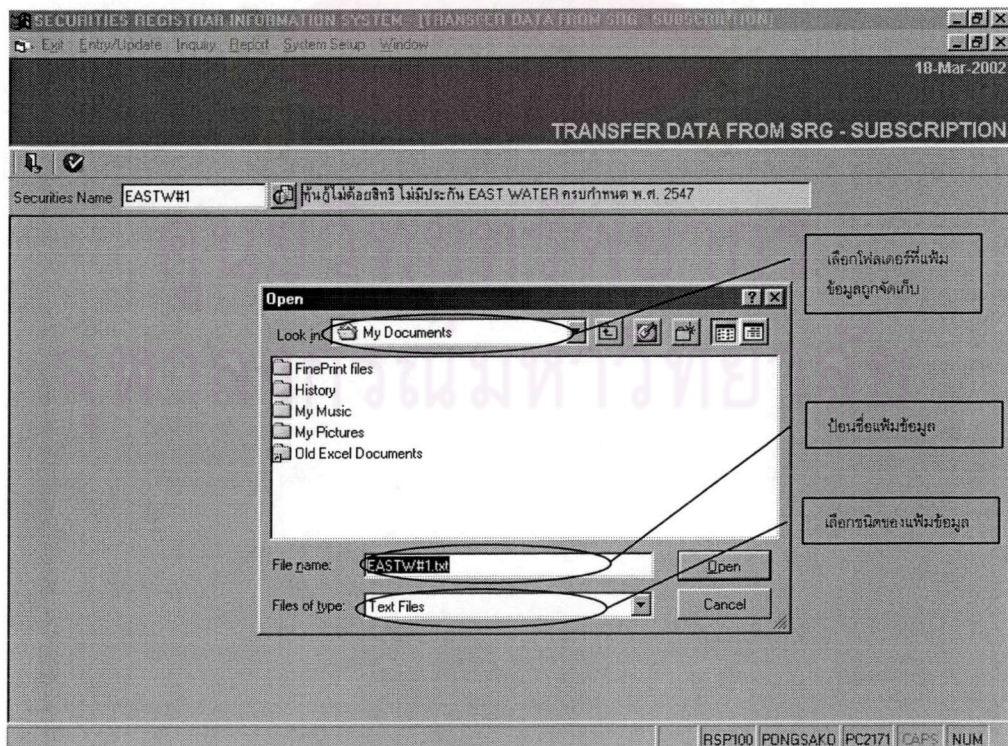 SECURITIES REGISTRAR INFORMATION SYSTEM - [TRANSFER DATA FROM SRG - SUBSCRIPTION]
Exit Entry/Update Inquiry Report System Setup Window
18-Mar-2002
TRANSFER DATA FROM SRG - SUBSCRIPTION
Securities Name EASTW#1 หุ้นกู้ไม่ด้อยสิทธิ ไม่มีประกัน EAST WATER ครบกำหนด พ.ศ. 2547
เลือกโฟลเดอร์ที่แฟ้ม
ข้อมูลถูกจัดเก็บ
Open
Look in: My Documents
FinePrint files
History
My Music
My Pictures
Old Excel Documents
ป้อนชื่อแฟ้มข้อมูล
เลือกชนิดของแฟ้มข้อมูล
File name: EASTW#1.txt Open
Files of type: Text Files Cancel
RSP100 PONGSAKO PC2171 CAPS NUM